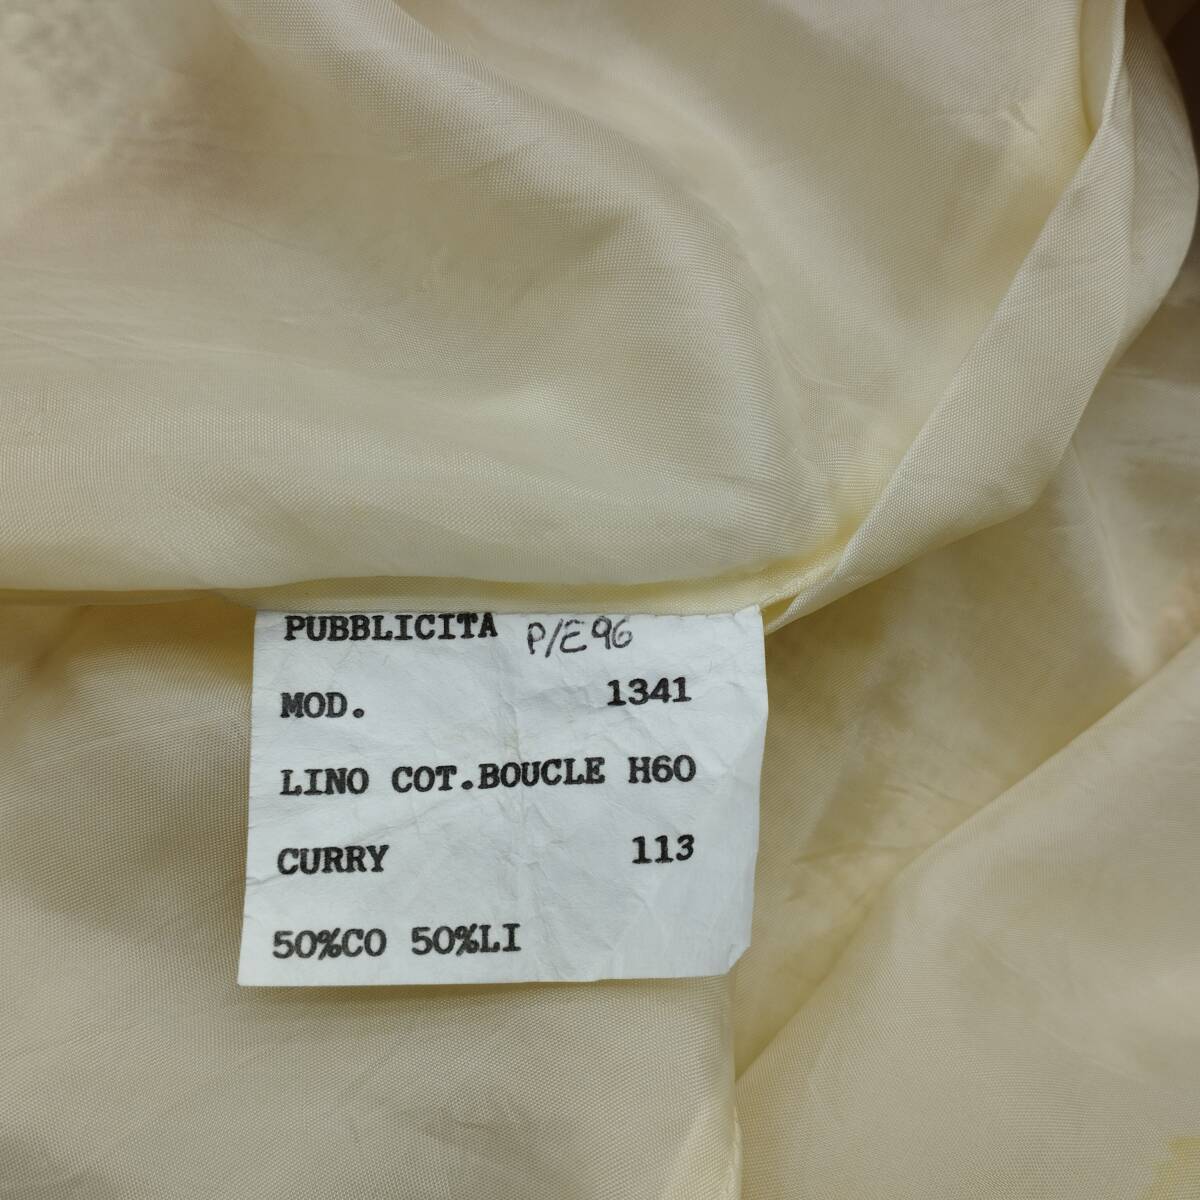 PUBBLICITA P/E96
MOD. 1341
LINO COT.BOUCLE H60
CURRY 113
50%CO 50%LI